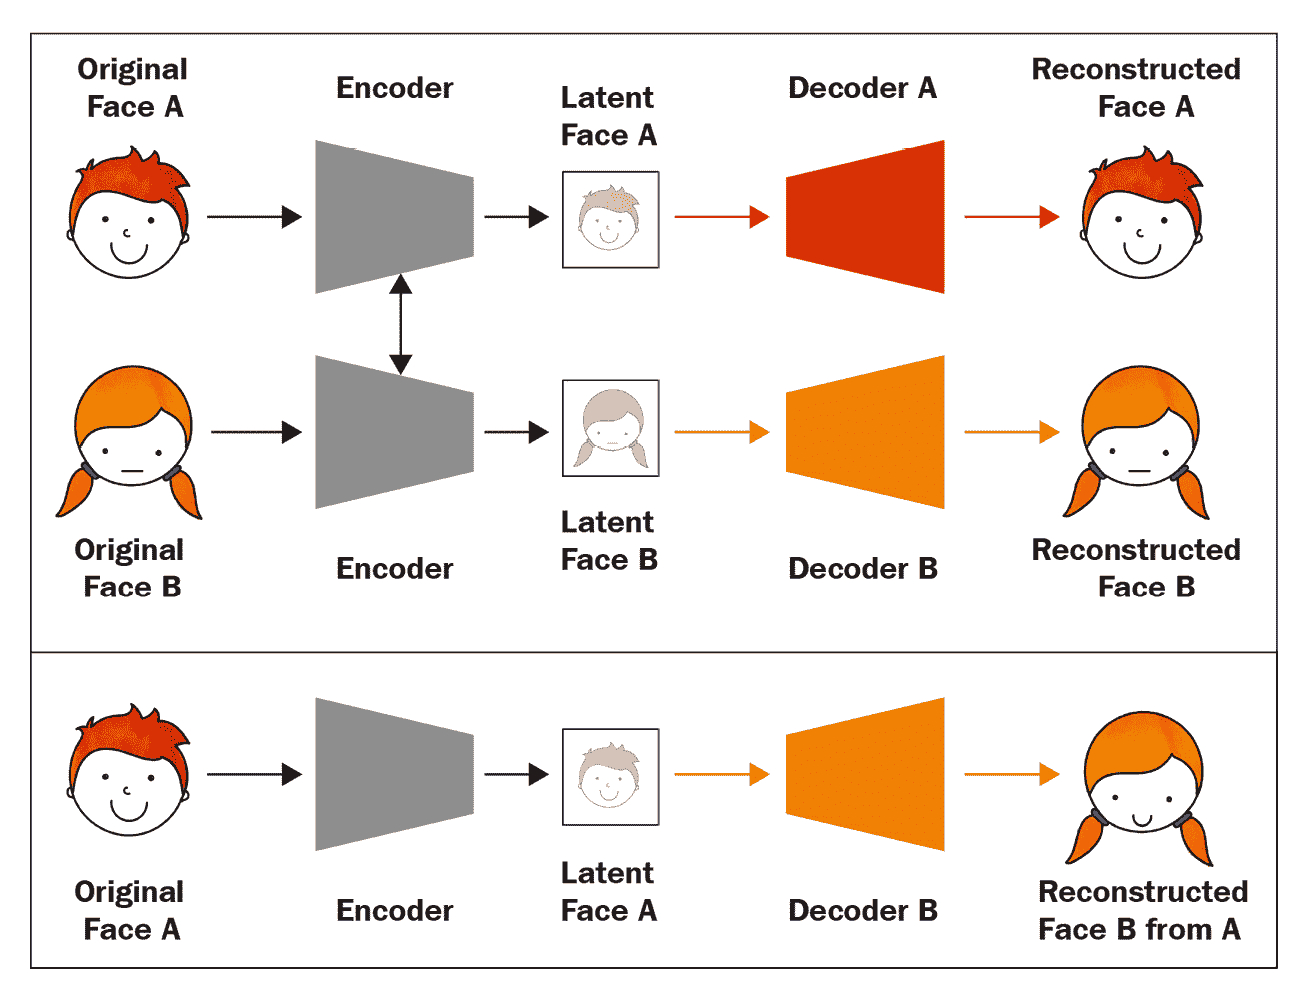 Original
Face A
Encoder
Latent
Face A
Decoder A
Reconstructed
Face A
Original
Face B
Encoder
Latent
Face B
Decoder B
Reconstructed
Face B
Original
Face A
Encoder
Latent
Face A
Decoder B
Reconstructed
Face B from A